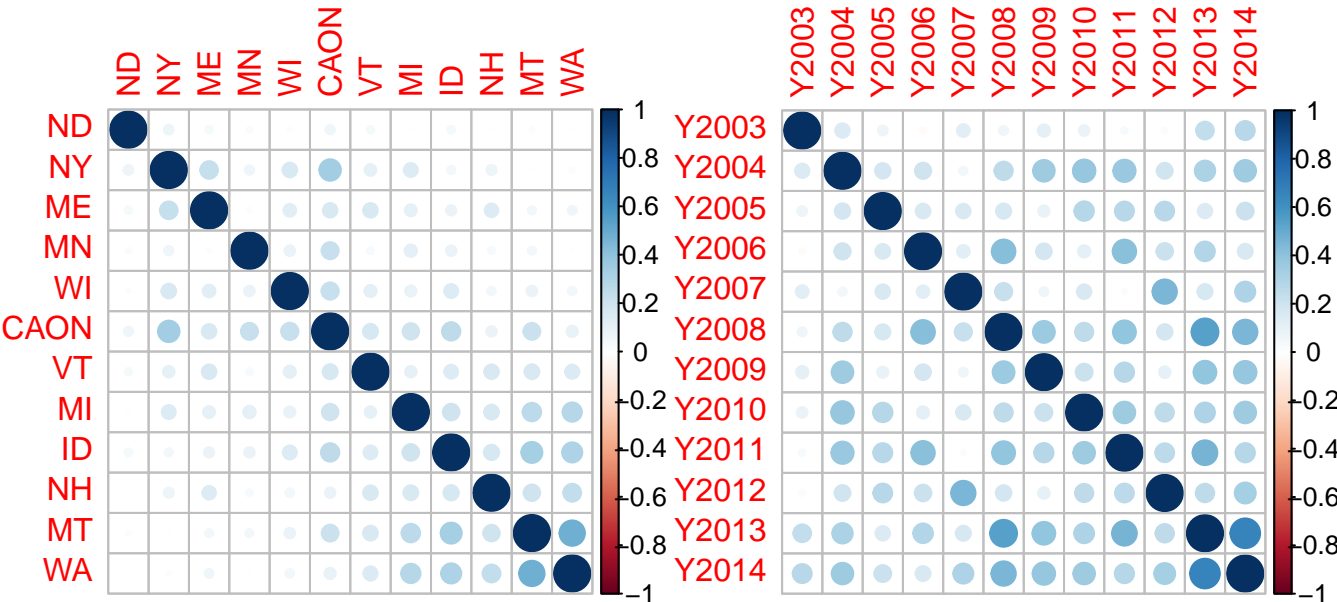 ND NY ME MN WI CAON VT MI ID NH MT WA
ND
NY
ME
MN
WI
CAON
VT
MI
ID
NH
MT
WA
1
0.8
0.6
0.4
0.2
0
−0.2
−0.4
−0.6
−0.8
−1
Y2003 Y2004 Y2005 Y2006 Y2007 Y2008 Y2009 Y2010 Y2011 Y2012 Y2013 Y2014
Y2003
Y2004
Y2005
Y2006
Y2007
Y2008
Y2009
Y2010
Y2011
Y2012
Y2013
Y2014
1
0.8
0.6
0.4
0.2
0
−0.2
−0.4
−0.6
−0.8
−1